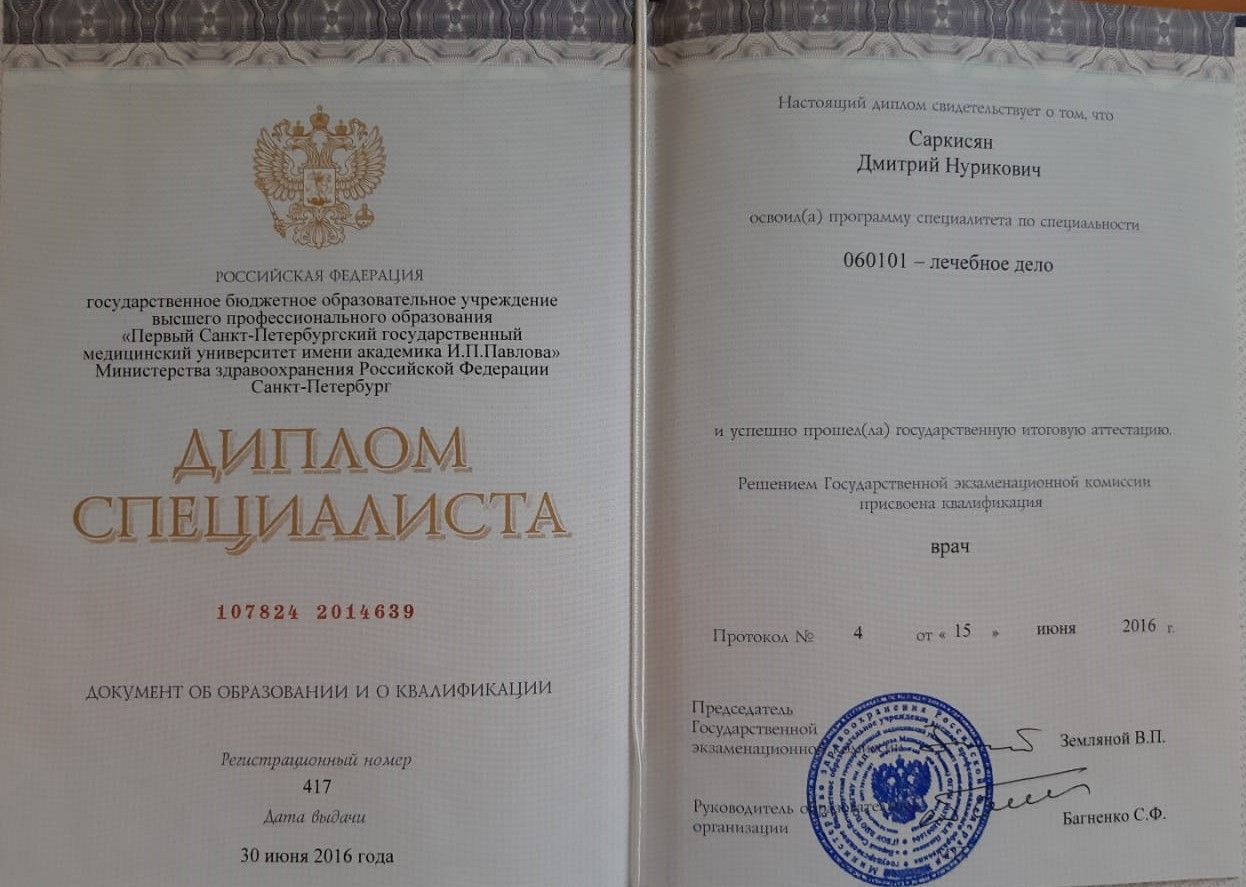 РОССИЙСКАЯ ФЕДЕРАЦИЯ
государственное бюджетное образовательное учреждение
высшего профессионального образования
«Первый Санкт-Петербургский государственный
медицинский университет имени академика И.П.Павлова»
Министерства здравоохранения Российской Федерации
Санкт-Петербург
ДИПЛОМ
СПЕЦИАЛИСТА
107824 2014639
ДОКУМЕНТ ОБ ОБРАЗОВАНИИ И О КВАЛИФИКАЦИИ
Регистрационный номер
417
Дата выдачи
30 июня 2016 года
Настоящий диплом свидетельствует о том, что
Саркисян
Дмитрий Нурикович
освоил(а) программу специалитета по специальности
060101 – лечебное дело
и успешно прошел(ла) государственную итоговую аттестацию.
Решением Государственной экзаменационной комиссии
присвоена квалификация
врач
Протокол № 4 от « 15 » июня 2016 г.
Председатель
Государственной
экзаменационной комиссии Земляной В.П.
Руководитель образовательной
организации Багненко С.Ф.